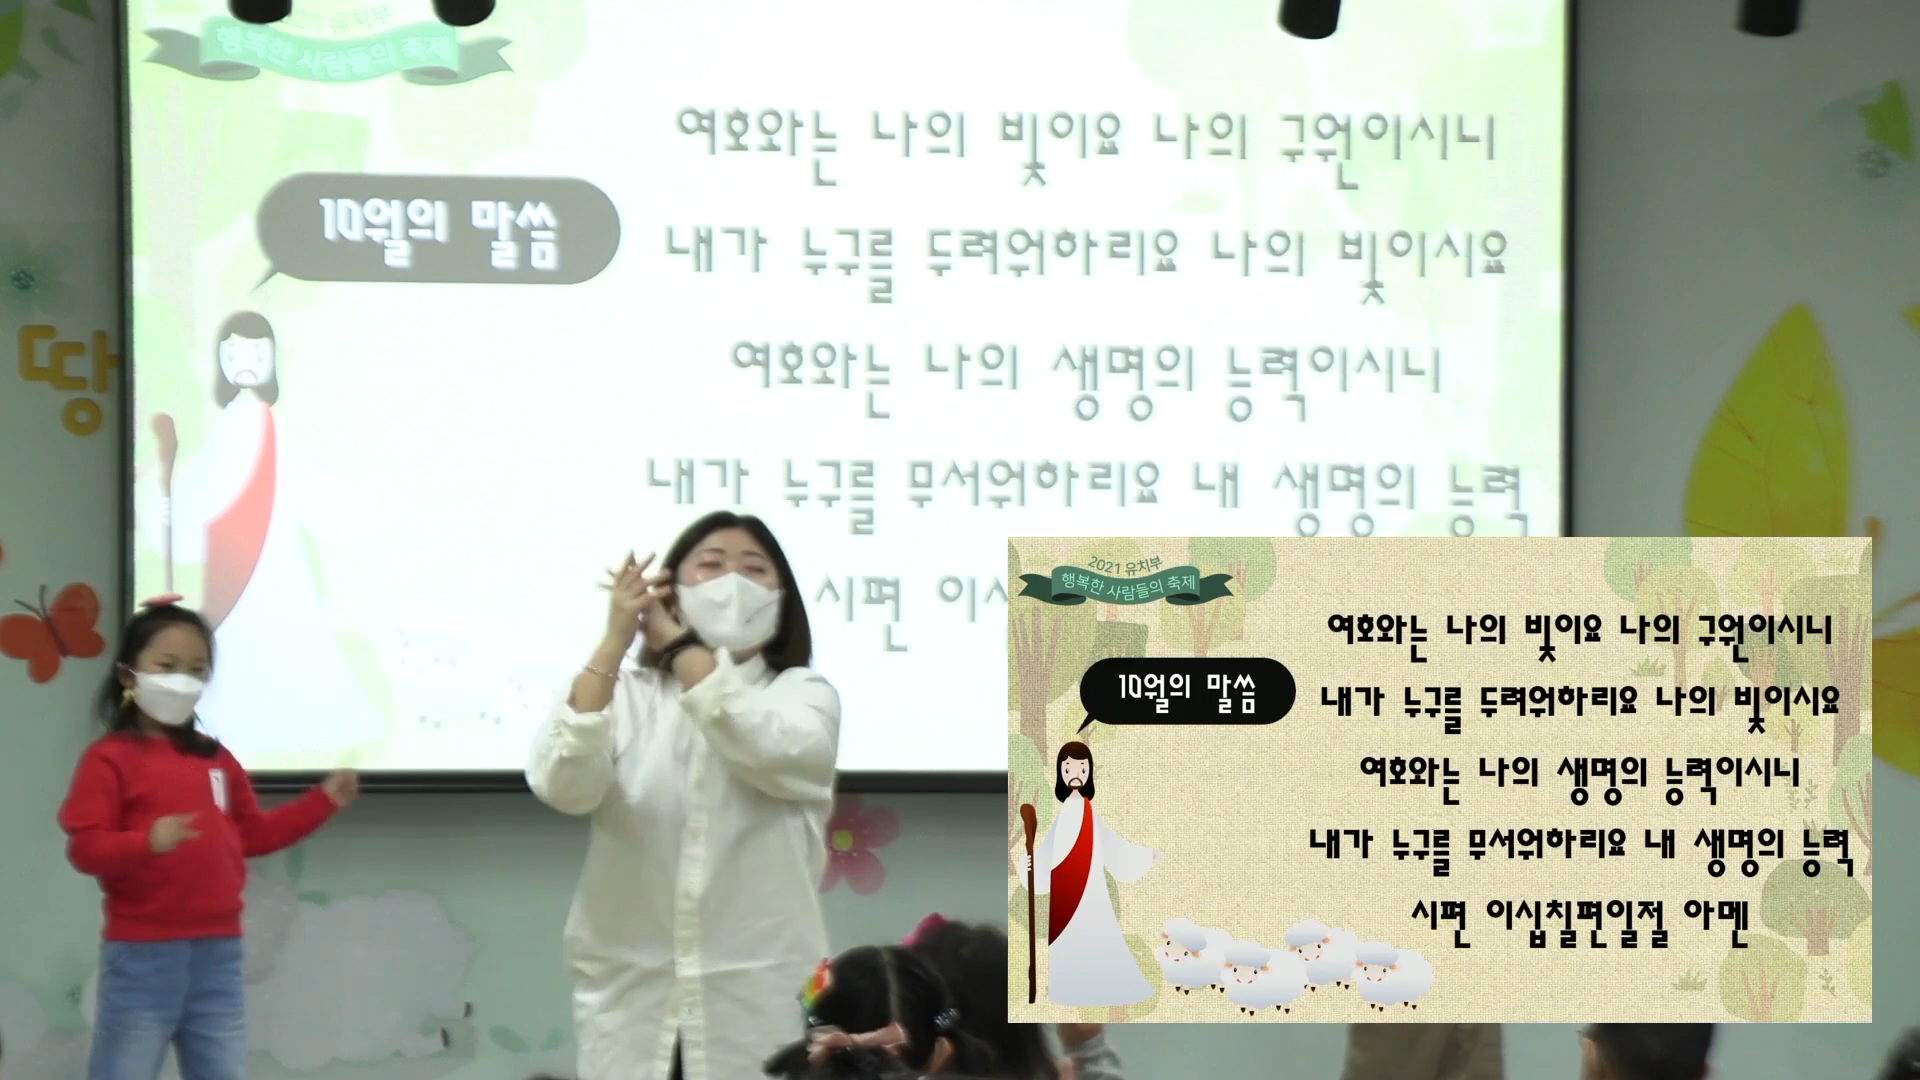 2021 유치부
행복한 사람들의 축제
10월의 말씀
여호와는 나의 빛이요 나의 구원이시니
내가 누구를 두려워하리요 나의 빛이시요
여호와는 나의 생명의 능력이시니
내가 누구를 무서워하리요 내 생명의 능력
시편 이
땅
2021 유치부
행복한 사람들의 축제
10월의 말씀
여호와는 나의 빛이요 나의 구원이시니
내가 누구를 두려워하리요 나의 빛이시요
여호와는 나의 생명의 능력이시니
내가 누구를 무서워하리요 내 생명의 능력
시편 이십칠편일절 아멘